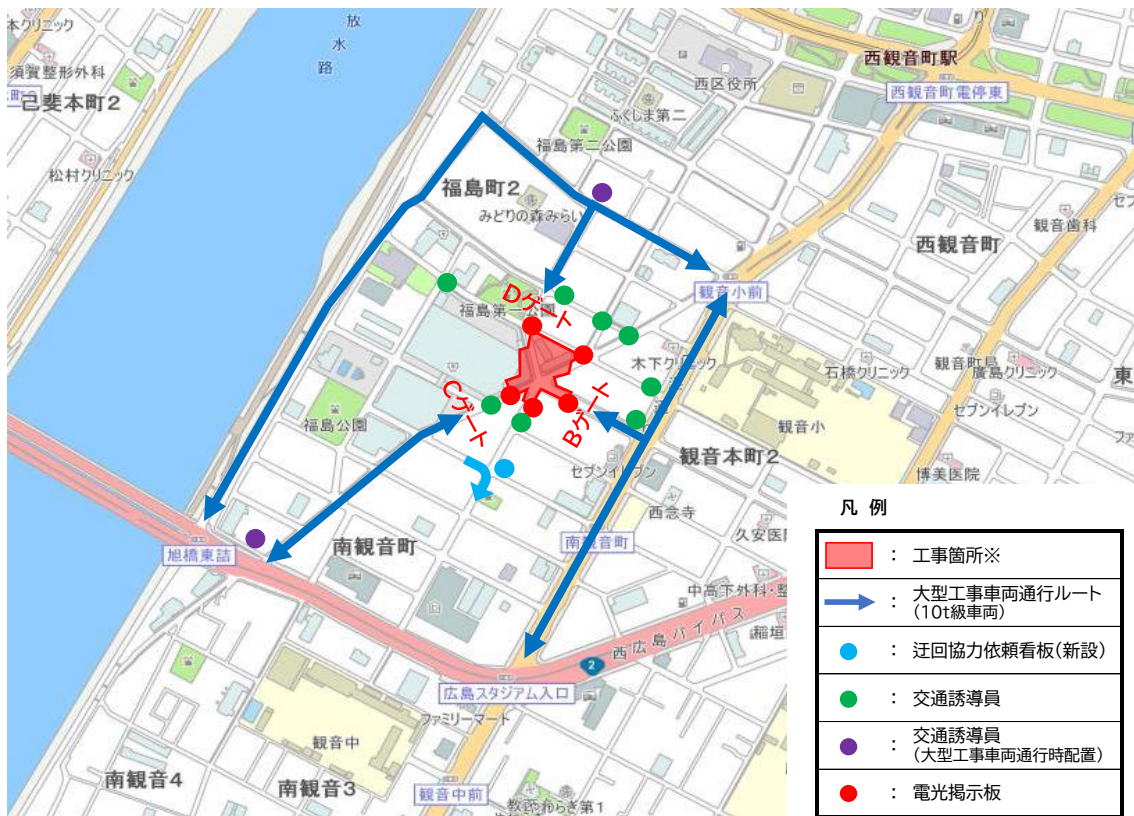 本クリニック
放
水
路
須賀整形外科
己斐本町2
松村クリニック
西区役所
西観音町駅
西観音町電停東
ふくしま第二
福島第二公園
福島町2
みどりの森みらい
観音歯科
西観音町
観音小前
福島第一公園
Dゲート
木下クリニック
石橋クリニック
観音町局
廣島クリニック
東
セブンイレブン
Cゲート
Bゲート
福島公園
観音小
セブンイレブン
観音本町2
博美医院
ファ
西念寺
久安医院
南観音町
南観音町
旭橋東詰
中高下外科・整
稲垣
西広島バイパス
2
広島スタジアム入口
ファミリーマート
観音中
南観音4
南観音3
観音中前
凡 例
: 工事箇所※
: 大型工事車両通行ルート
(10t級車両)
: 迂回協力依頼看板(新設)
: 交通誘導員
: 交通誘導員
(大型工事車両通行時配置)
: 電光掲示板